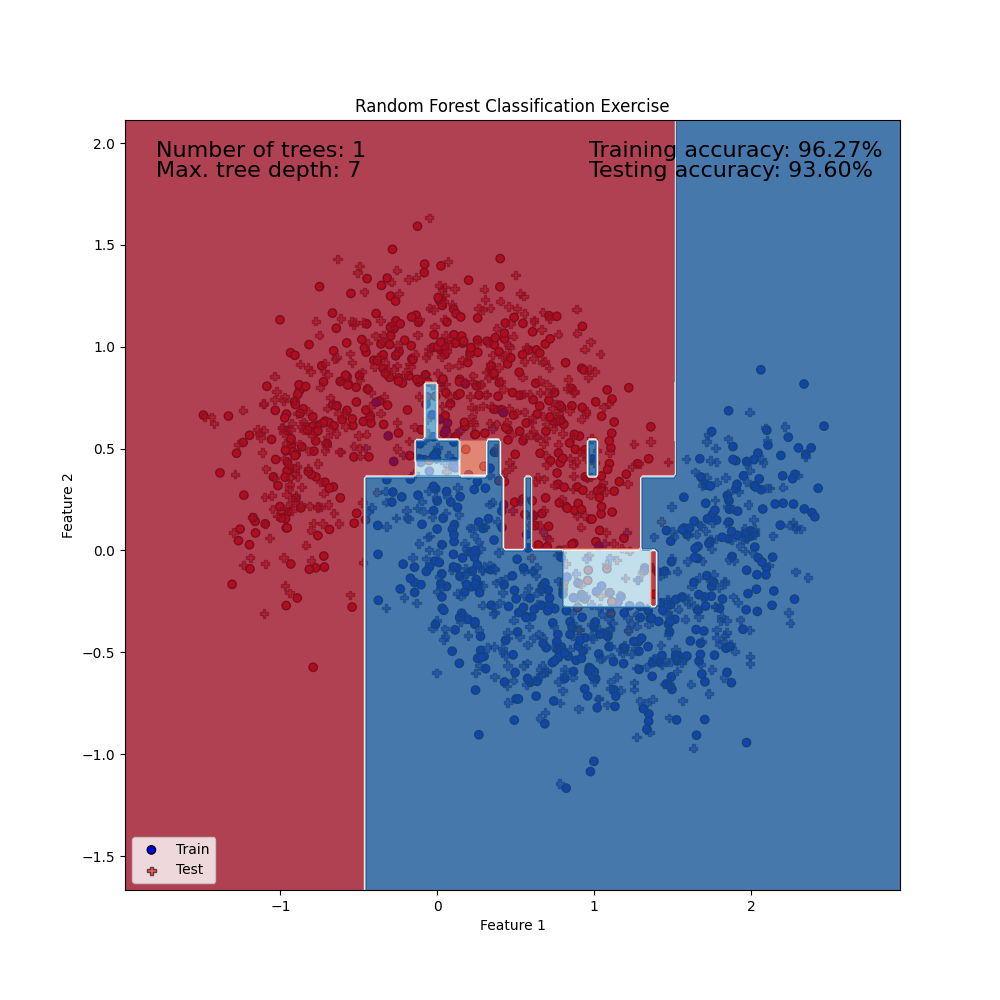 Random Forest Classification Exercise
Number of trees: 1
Max. tree depth: 7
Training accuracy: 96.27%
Testing accuracy: 93.60%
2.0
1.5
1.0
0.5
0.0
−0.5
−1.0
−1.5
Feature 2
Train
Test
−1
0
1
2
Feature 1